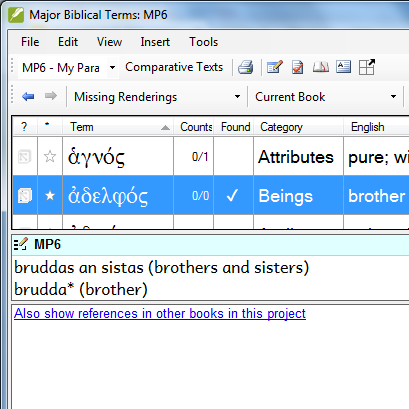 Major Biblical Terms: MP6
File Edit View Insert Tools
MP6 - My Para Comparative Texts
Missing Renderings Current Book
? * Term Counts Found Category English
ἁγνός 0/1 Attributes pure; wi
ἀδελφός 0/0 ✓ Beings brother
MP6
bruddas an sistas (brothers and sisters)
brudda* (brother)
Also show references in other books in this project